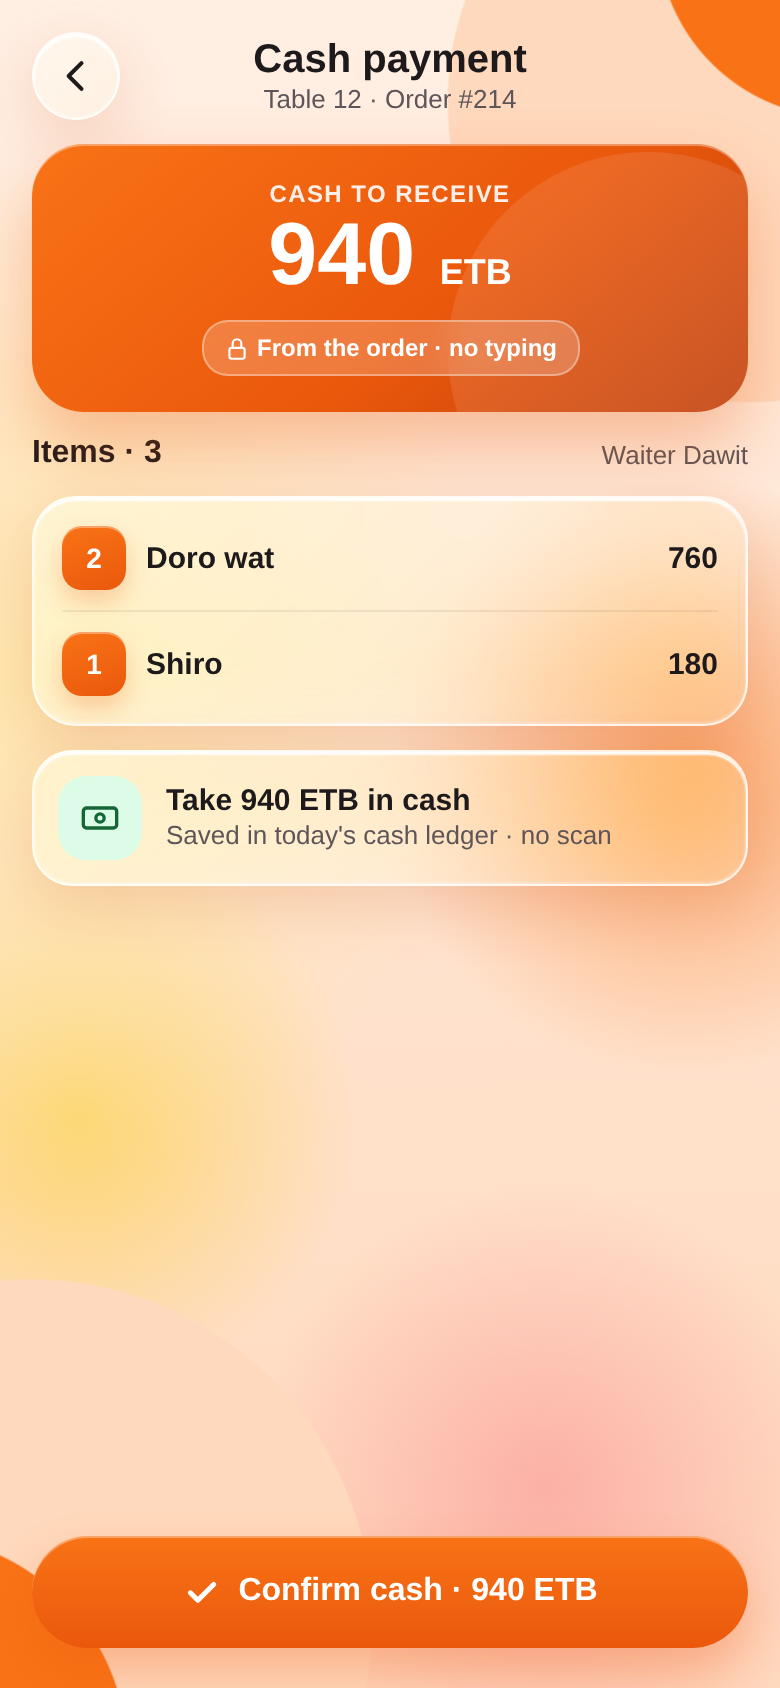 Cash payment
Table 12 · Order #214
CASH TO RECEIVE
940 ETB
From the order · no typing
Items · 3
Waiter Dawit
2 Doro wat 760
1 Shiro 180
Take 940 ETB in cash
Saved in today's cash ledger · no scan
Confirm cash · 940 ETB